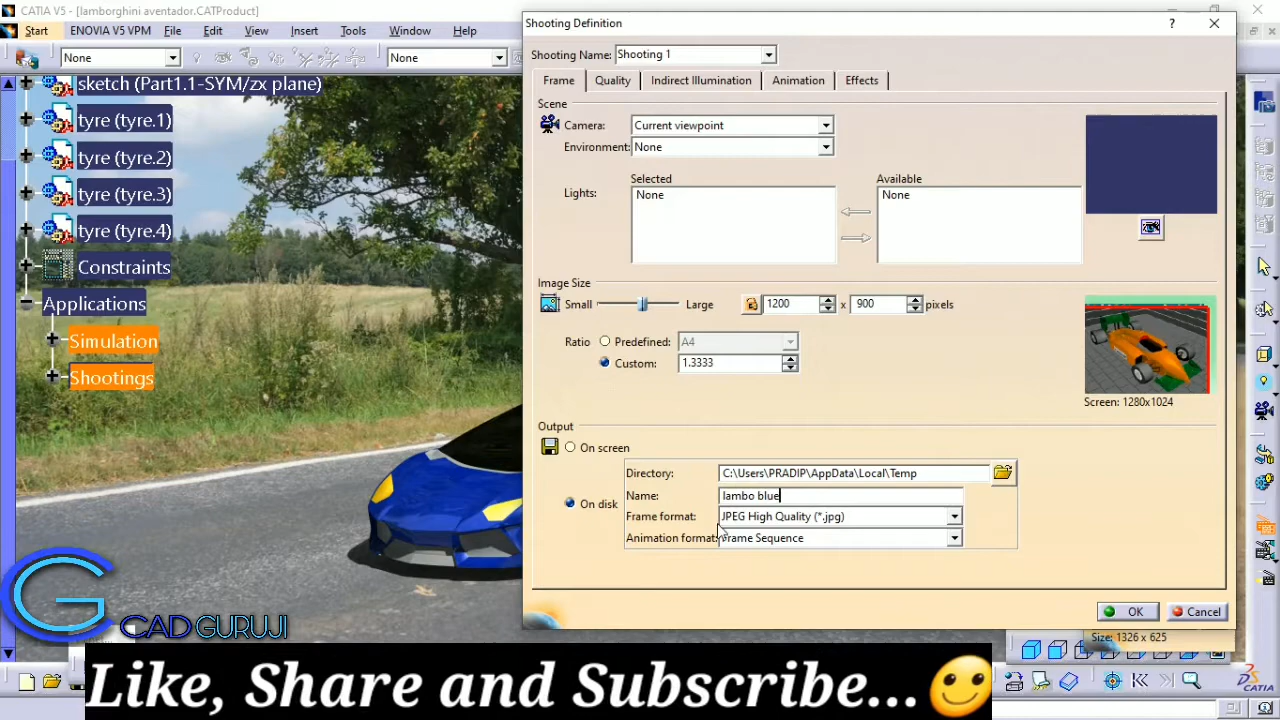 CATIA V5 - [lamborghini aventador.CATProduct]
Start ENOVIA V5 VPM File Edit View Insert Tools Window Help
None None
sketch (Part1.1-SYM/zx plane)
tyre (tyre.1)
tyre (tyre.2)
tyre (tyre.3)
tyre (tyre.4)
Constraints
Applications
Simulation
Shootings
Shooting Definition
Shooting Name: Shooting 1
Frame Quality Indirect Illumination Animation Effects
Scene
Camera: Current viewpoint
Environment: None
Selected Available
Lights: None None
Image Size
Small Large 1200 x 900 pixels
Ratio Predefined: A4
Custom: 1.3333
Screen: 1280x1024
Output
On screen
Directory: C:\Users\PRADIP\AppData\Local\Temp
Name: lambo blue
On disk
Frame format: JPEG High Quality (*.jpg)
Animation format: Frame Sequence
OK Cancel
Size: 1326 x 625
CAD GURUJI
Like, Share and Subscribe...
CATIA